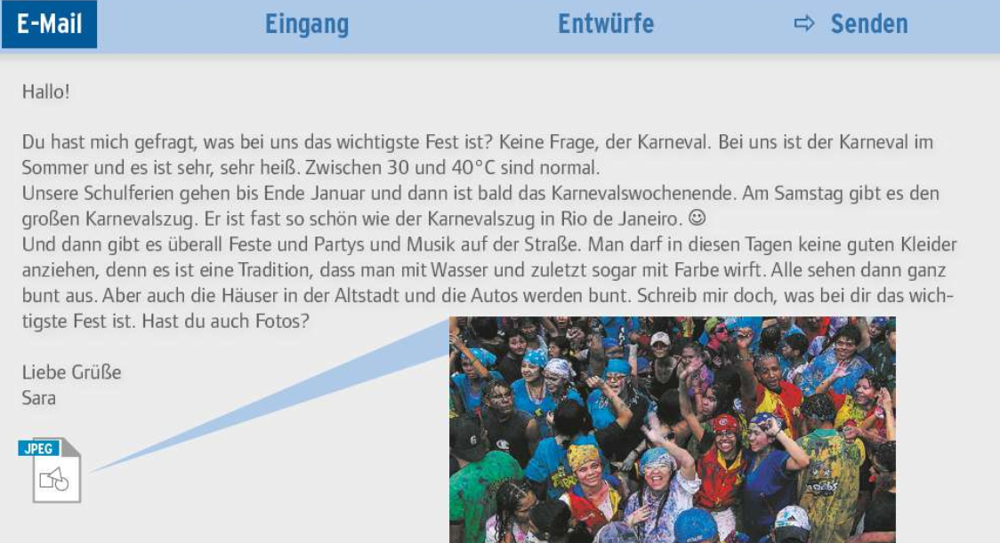 E-Mail Eingang Entwürfe ⇨ Senden
Hallo!
Du hast mich gefragt, was bei uns das wichtigste Fest ist? Keine Frage, der Karneval. Bei uns ist der Karneval im
Sommer und es ist sehr, sehr heiß. Zwischen 30 und 40°C sind normal.
Unsere Schulferien gehen bis Ende Januar und dann ist bald das Karnevalswochenende. Am Samstag gibt es den
großen Karnevalszug. Er ist fast so schön wie der Karnevalszug in Rio de Janeiro. ☺
Und dann gibt es überall Feste und Partys und Musik auf der Straße. Man darf in diesen Tagen keine guten Kleider
anziehen, denn es ist eine Tradition, dass man mit Wasser und zuletzt sogar mit Farbe wirft. Alle sehen dann ganz
bunt aus. Aber auch die Häuser in der Altstadt und die Autos werden bunt. Schreib mir doch, was bei dir das wich-
tigste Fest ist. Hast du auch Fotos?
Liebe Grüße
Sara
JPEG